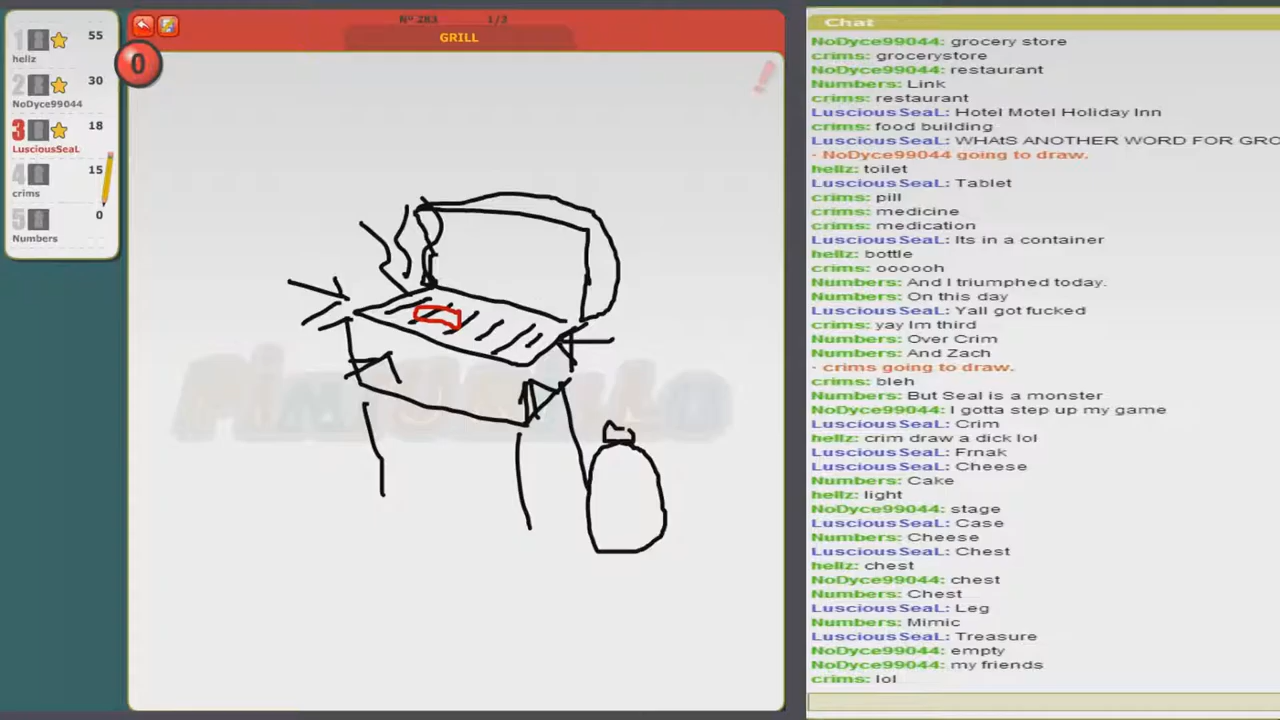 Nº 283 1/3
GRILL
0
1 55
hellz
2 30
NoDyce99044
3 18
LusciousSeaL
4 15
crims
5 0
Numbers
Chat
NoDyce99044: grocery store
crims: grocerystore
NoDyce99044: restaurant
Numbers: Link
crims: restaurant
LusciousSeaL: Hotel Motel Holiday Inn
crims: food building
LusciousSeaL: WHAtS ANOTHER WORD FOR GRO
- NoDyce99044 going to draw.
hellz: toilet
LusciousSeaL: Tablet
crims: pill
crims: medicine
crims: medication
LusciousSeaL: Its in a container
hellz: bottle
crims: oooooh
Numbers: And I triumphed today.
Numbers: On this day
LusciousSeaL: Yall got fucked
crims: yay Im third
Numbers: Over Crim
Numbers: And Zach
- crims going to draw.
crims: bleh
Numbers: But Seal is a monster
NoDyce99044: I gotta step up my game
LusciousSeaL: Crim
hellz: crim draw a dick lol
LusciousSeaL: Frnak
LusciousSeaL: Cheese
Numbers: Cake
hellz: light
NoDyce99044: stage
LusciousSeaL: Case
Numbers: Cheese
LusciousSeaL: Chest
hellz: chest
NoDyce99044: chest
Numbers: Chest
LusciousSeaL: Leg
Numbers: Mimic
LusciousSeaL: Treasure
NoDyce99044: empty
NoDyce99044: my friends
crims: lol